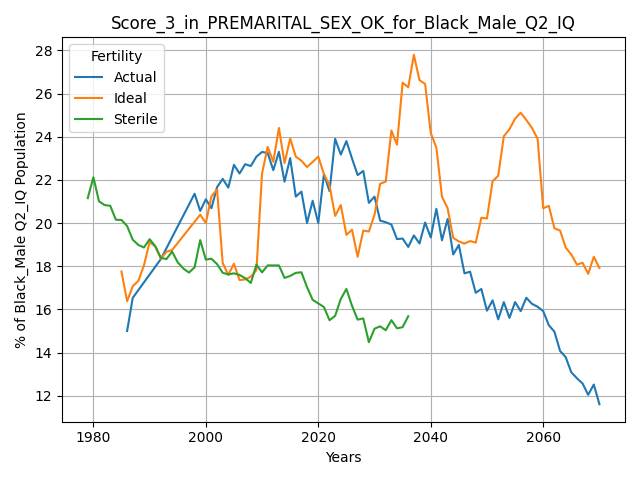 Score_3_in_PREMARITAL_SEX_OK_for_Black_Male_Q2_IQ
Fertility
Actual
Ideal
Sterile
% of Black_Male Q2_IQ Population
28
26
24
22
20
18
16
14
12
1980 2000 2020 2040 2060
Years